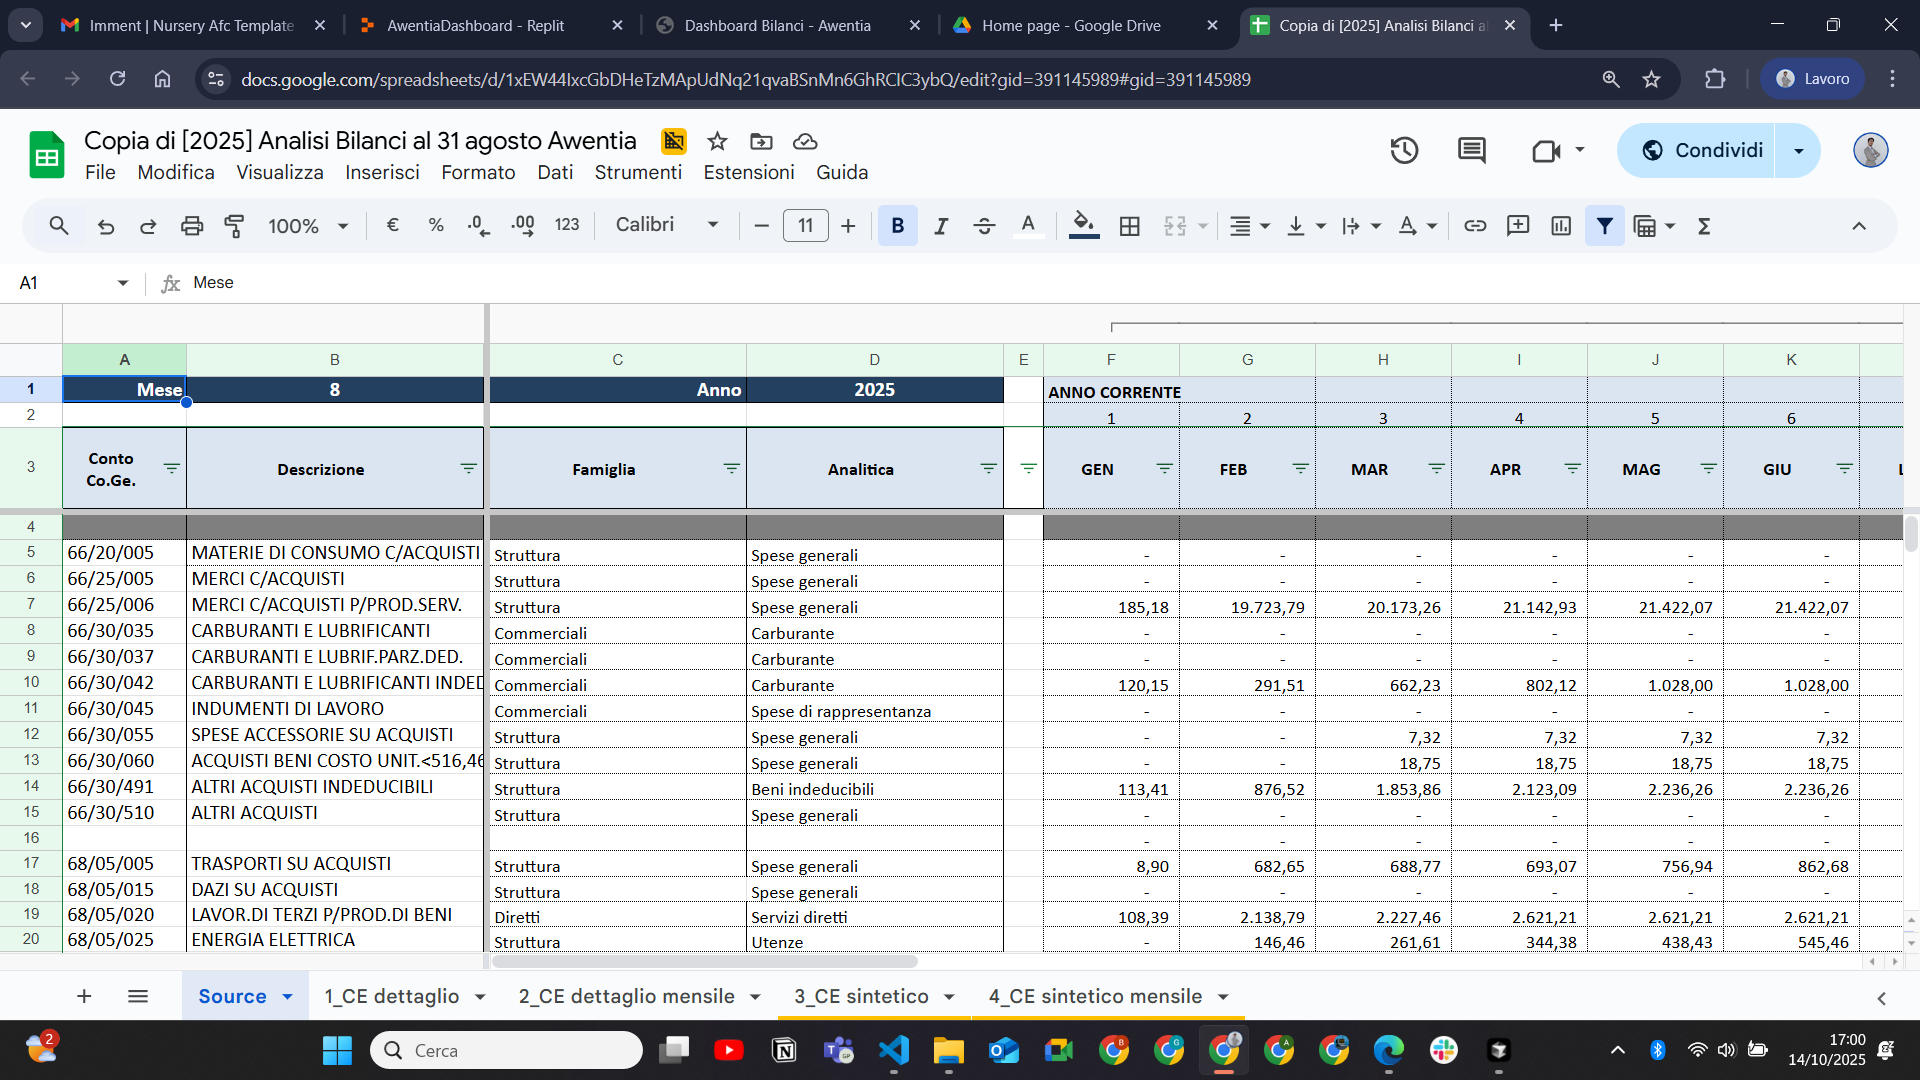 Imment | Nursery Afc Template
AwentiaDashboard - Replit
Dashboard Bilanci - Awentia
Home page - Google Drive
Copia di [2025] Analisi Bilanci al
docs.google.com/spreadsheets/d/1xEW44lxcGbDHeTzMApUdNq21qvaBSnMn6GhRClC3ybQ/edit?gid=391145989#gid=391145989
Lavoro
Copia di [2025] Analisi Bilanci al 31 agosto Awentia
File Modifica Visualizza Inserisci Formato Dati Strumenti Estensioni Guida
Condividi
100% € % .0 .00 123 Calibri 11 B I S A
A1 fx Mese
A B C D E F G H I J K
1 Mese 8 Anno 2025 ANNO CORRENTE
2 1 2 3 4 5 6
3 Conto Co.Ge. Descrizione Famiglia Analitica GEN FEB MAR APR MAG GIU L
4
5 66/20/005 MATERIE DI CONSUMO C/ACQUISTI Struttura Spese generali - - - - - -
6 66/25/005 MERCI C/ACQUISTI Struttura Spese generali - - - - - -
7 66/25/006 MERCI C/ACQUISTI P/PROD.SERV. Struttura Spese generali 185,18 19.723,79 20.173,26 21.142,93 21.422,07 21.422,07
8 66/30/035 CARBURANTI E LUBRIFICANTI Commerciali Carburante - - - - - -
9 66/30/037 CARBURANTI E LUBRIF.PARZ.DED. Commerciali Carburante - - - - - -
10 66/30/042 CARBURANTI E LUBRIFICANTI INDED Commerciali Carburante 120,15 291,51 662,23 802,12 1.028,00 1.028,00
11 66/30/045 INDUMENTI DI LAVORO Commerciali Spese di rappresentanza - - - - - -
12 66/30/055 SPESE ACCESSORIE SU ACQUISTI Struttura Spese generali - - 7,32 7,32 7,32 7,32
13 66/30/060 ACQUISTI BENI COSTO UNIT.<516,46 Struttura Spese generali - - 18,75 18,75 18,75 18,75
14 66/30/491 ALTRI ACQUISTI INDEDUCIBILI Struttura Beni indeducibili 113,41 876,52 1.853,86 2.123,09 2.236,26 2.236,26
15 66/30/510 ALTRI ACQUISTI Struttura Spese generali - - - - - -
16 - - - - - -
17 68/05/005 TRASPORTI SU ACQUISTI Struttura Spese generali 8,90 682,65 688,77 693,07 756,94 862,68
18 68/05/015 DAZI SU ACQUISTI Struttura Spese generali - - - - - -
19 68/05/020 LAVOR.DI TERZI P/PROD.DI BENI Diretti Servizi diretti 108,39 2.138,79 2.227,46 2.621,21 2.621,21 2.621,21
20 68/05/025 ENERGIA ELETTRICA Struttura Utenze - 146,46 261,61 344,38 438,43 545,46
Source 1_CE dettaglio 2_CE dettaglio mensile 3_CE sintetico 4_CE sintetico mensile
2
Cerca
17:00
14/10/2025